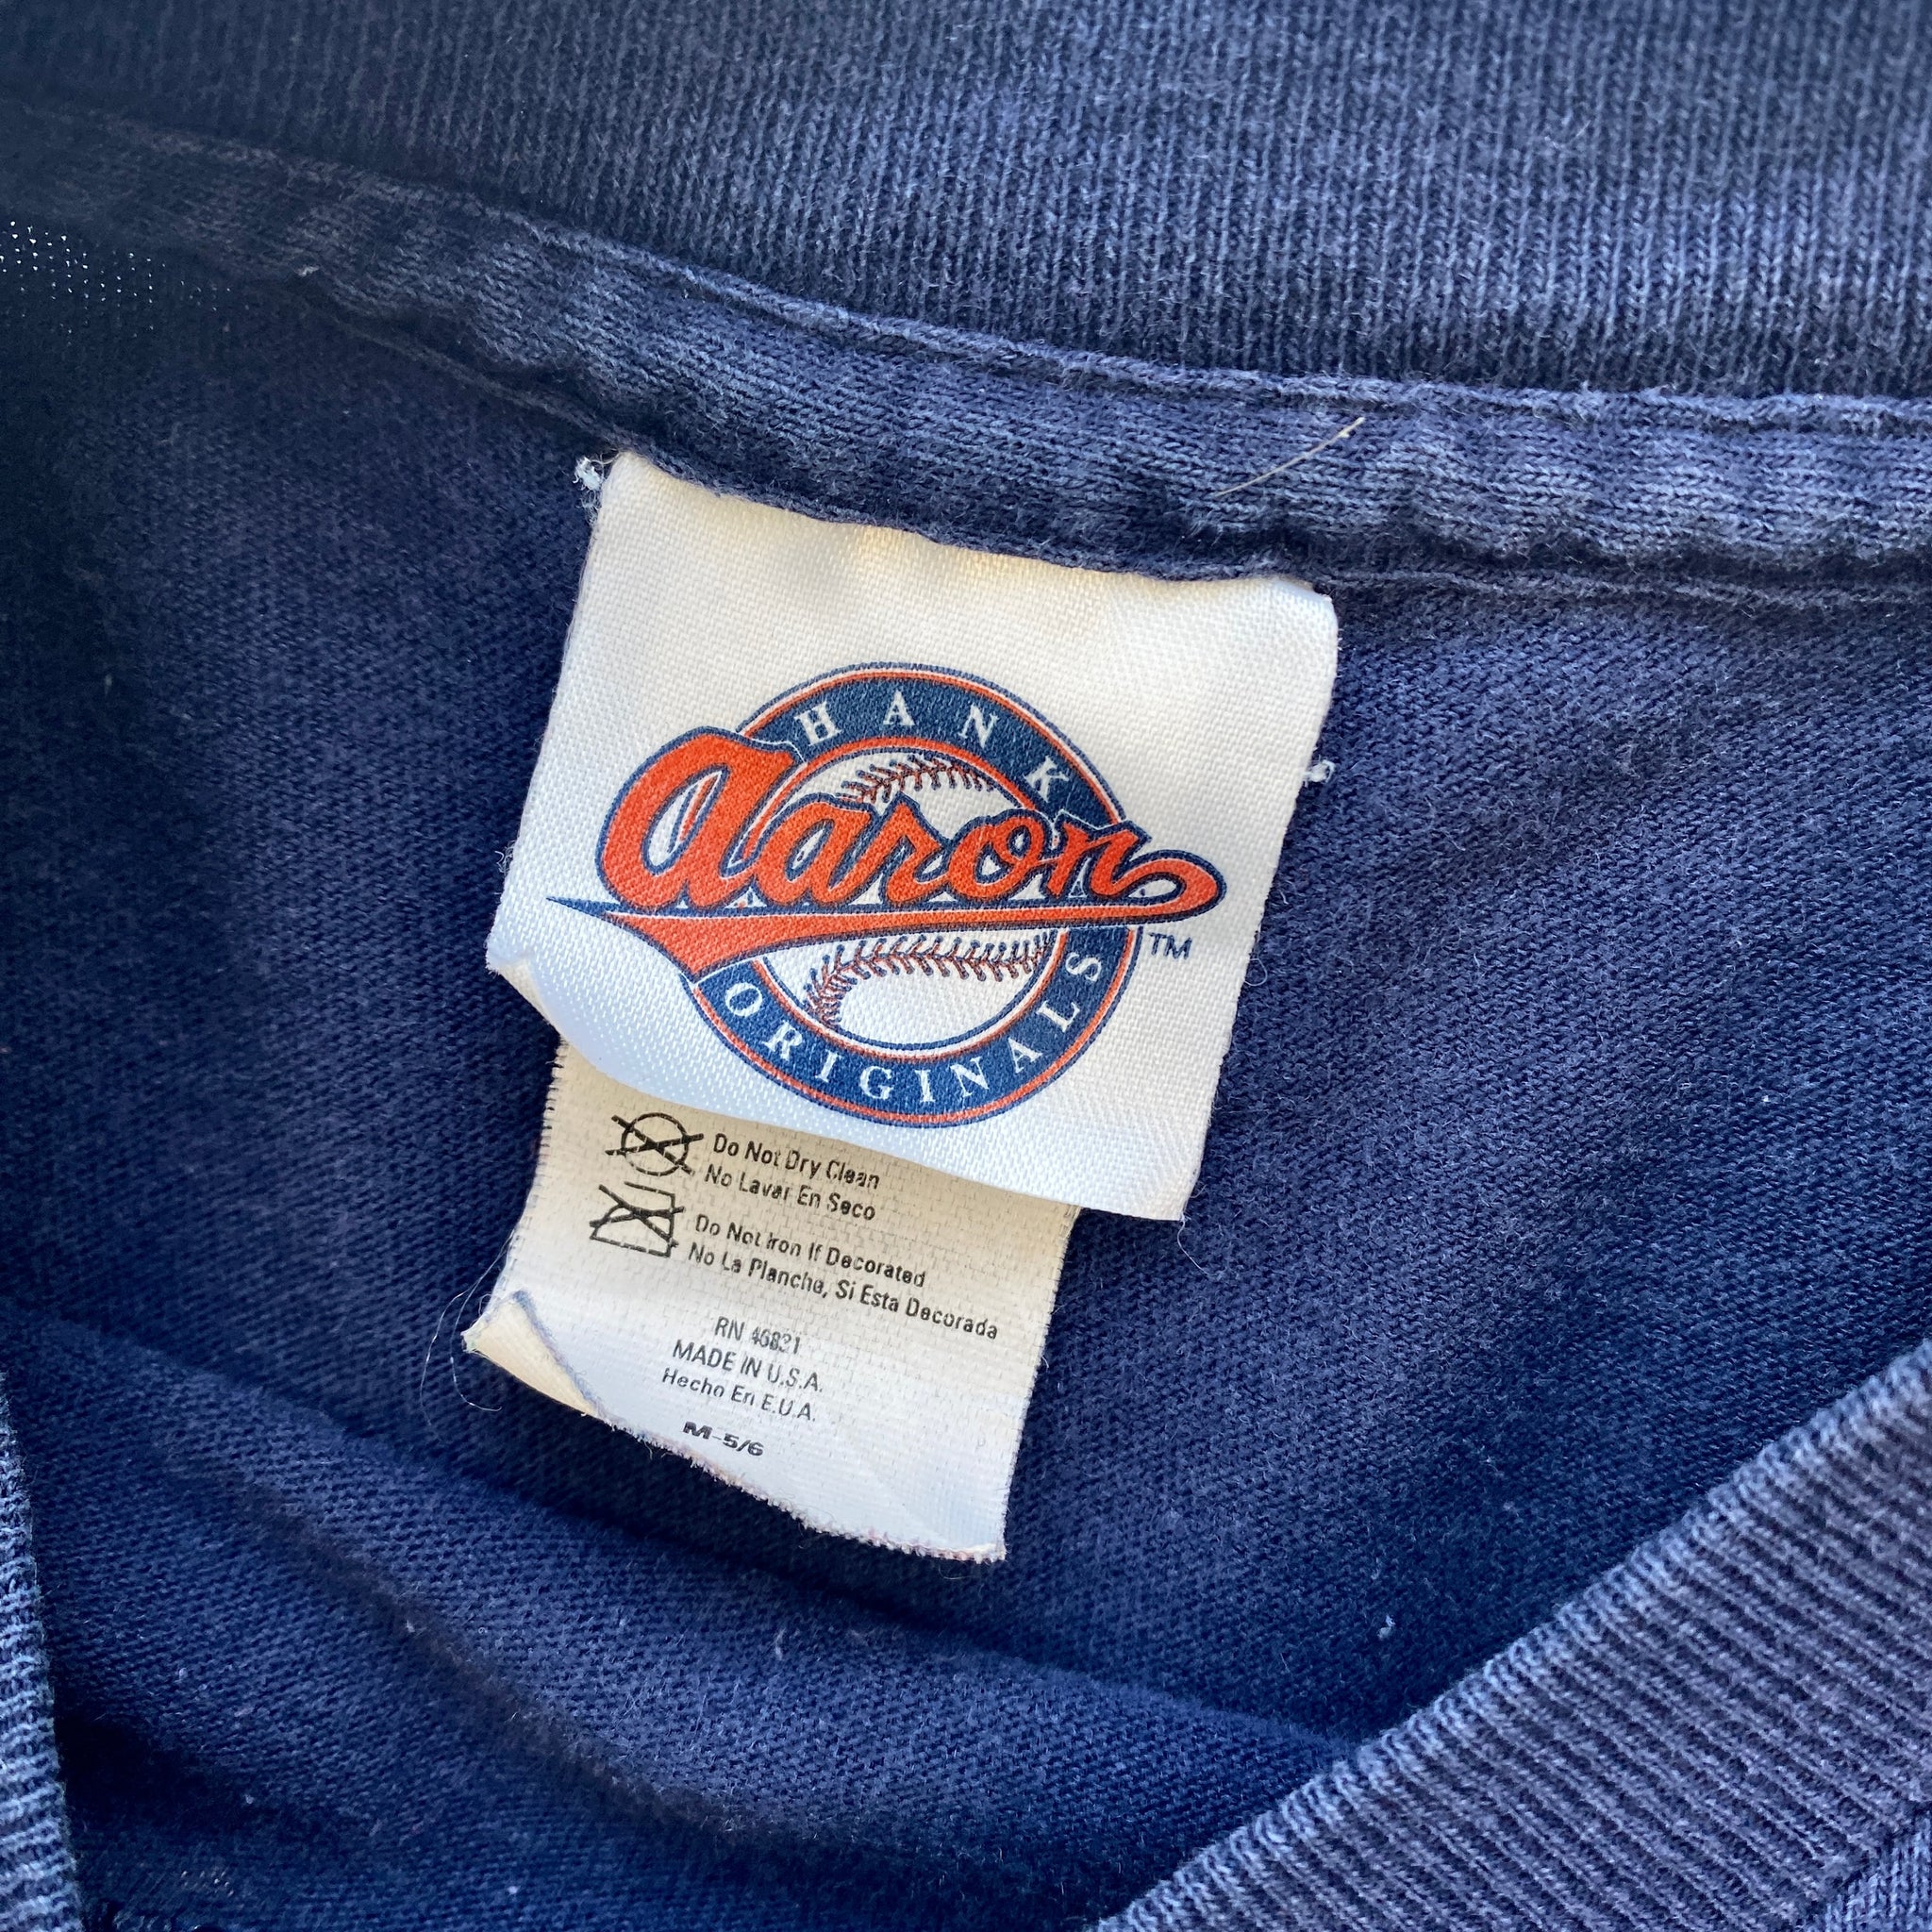 HANK
Aaron
TM
ORIGINALS
Do Not Dry Clean
No Lavar En Seco
Do Not Iron If Decorated
No La Planche, Si Esta Decorada
RN 46821
MADE IN U.S.A.
Hecho En E.U.A.
M-5/6